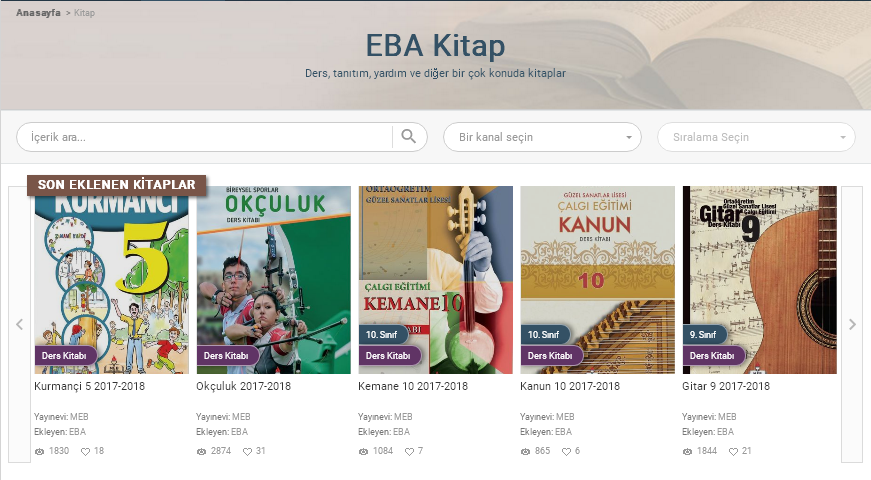 Anasayfa > Kitap
EBA Kitap
Ders, tanıtım, yardım ve diğer bir çok konuda kitaplar
İçerik ara...
Bir kanal seçin
Sıralama Seçin
SON EKLENEN KİTAPLAR
KURMANCÎ
5
Ders Kitabı
Kurmançi 5 2017-2018
Yayınevi: MEB
Ekleyen: EBA
1830 18
BİREYSEL SPORLAR
OKÇULUK
DERS KİTABI
Ders Kitabı
Okçuluk 2017-2018
Yayınevi: MEB
Ekleyen: EBA
2874 31
ORTAÖĞRETİM
GÜZEL SANATLAR LİSESİ
ÇALGI EĞİTİMİ
KEMANE 10
10. Sınıf
Ders Kitabı
Kemane 10 2017-2018
Yayınevi: MEB
Ekleyen: EBA
1084 7
GÜZEL SANATLAR LİSESİ
ÇALGI EĞİTİMİ
KANUN
DERS KİTABI
10
10. Sınıf
Ders Kitabı
Kanun 10 2017-2018
Yayınevi: MEB
Ekleyen: EBA
865 6
Ortaöğretim
Güzel Sanatlar Lisesi
Gitar Çalgı Eğitimi
Ders Kitabı 9
9. Sınıf
Ders Kitabı
Gitar 9 2017-2018
Yayınevi: MEB
Ekleyen: EBA
1844 21